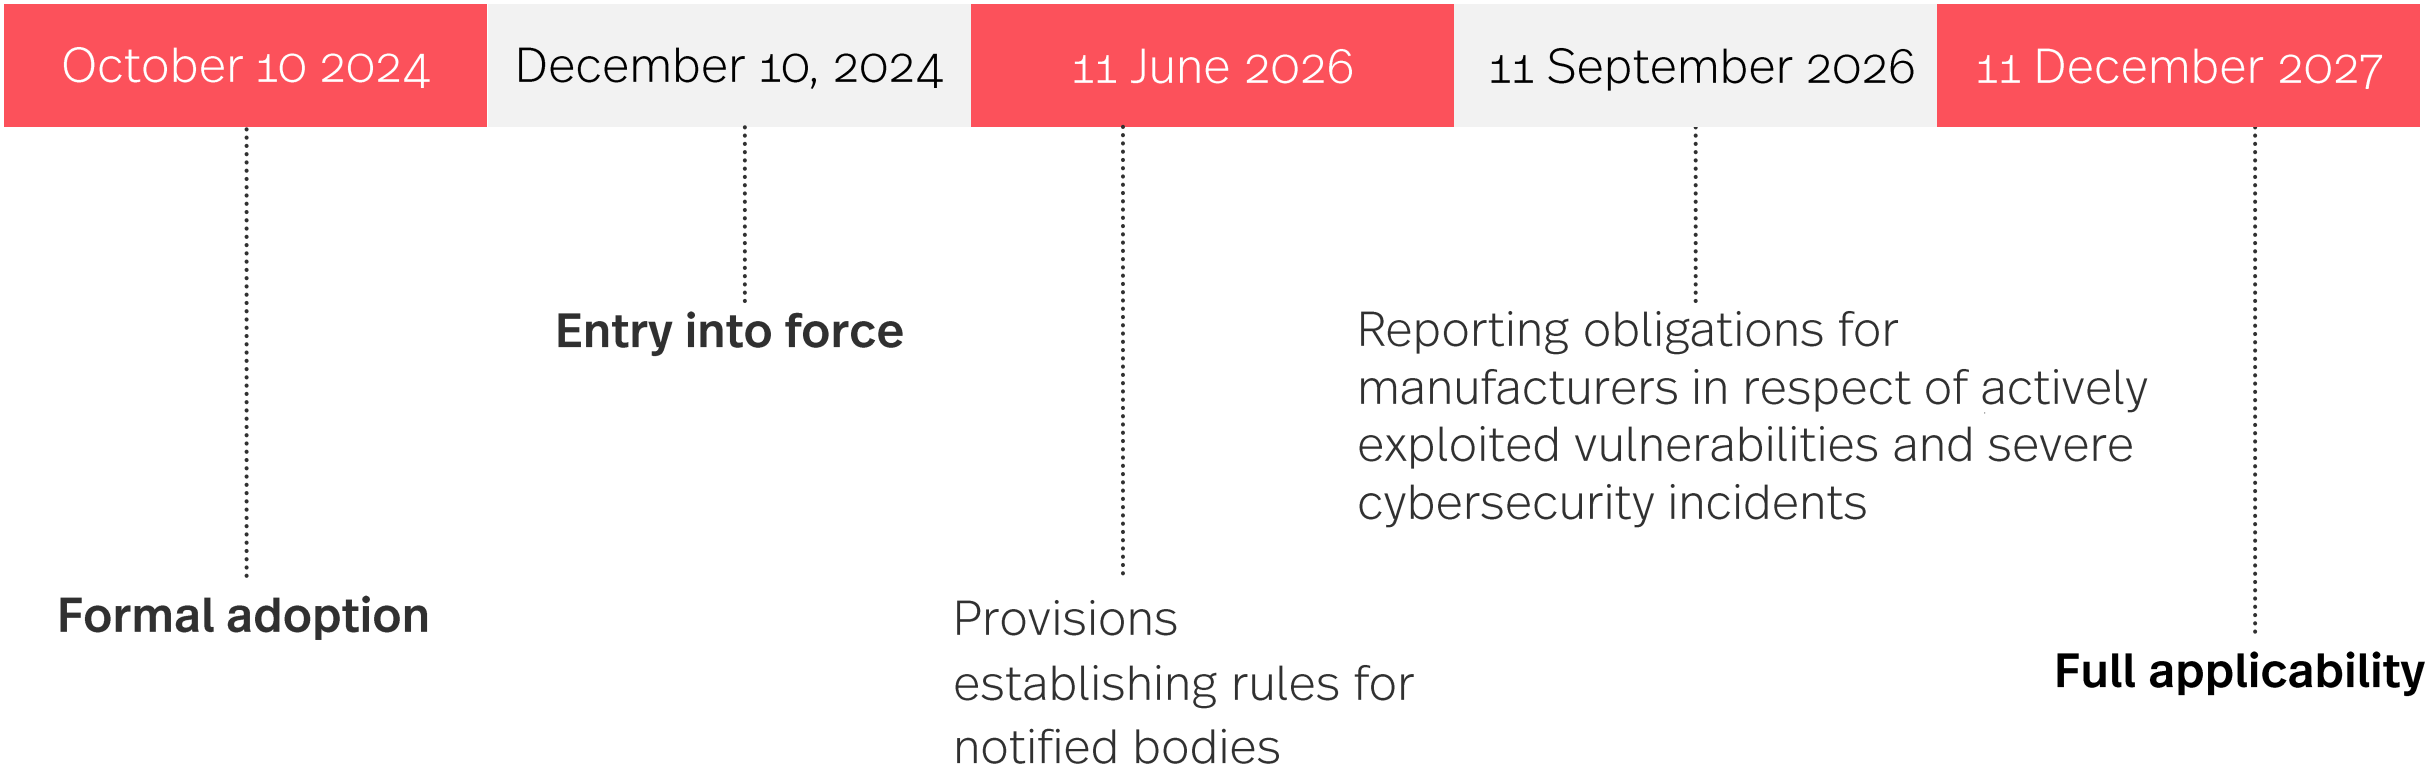 October 10 2024
December 10, 2024
11 June 2026
11 September 2026
11 December 2027
Entry into force
Reporting obligations for
manufacturers in respect of actively
exploited vulnerabilities and severe
cybersecurity incidents
Formal adoption
Provisions
establishing rules for
notified bodies
Full applicability